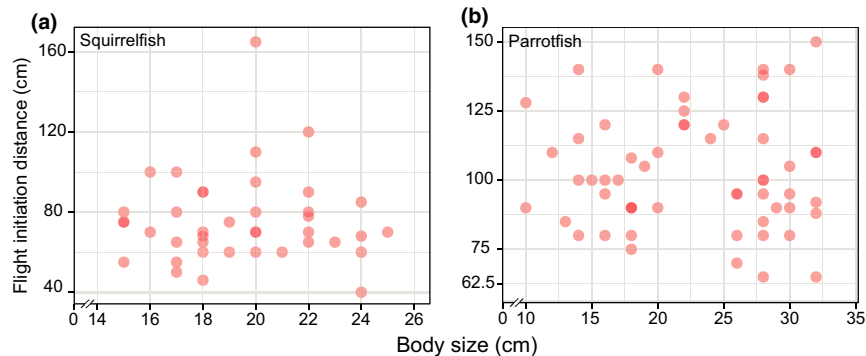 (a)
Squirrelfish
Flight initiation distance (cm)
160
120
80
40
0 14 16 18 20 22 24 26
(b)
Parrotfish
150
125
100
75
62.5
0 10 15 20 25 30 35
Body size (cm)